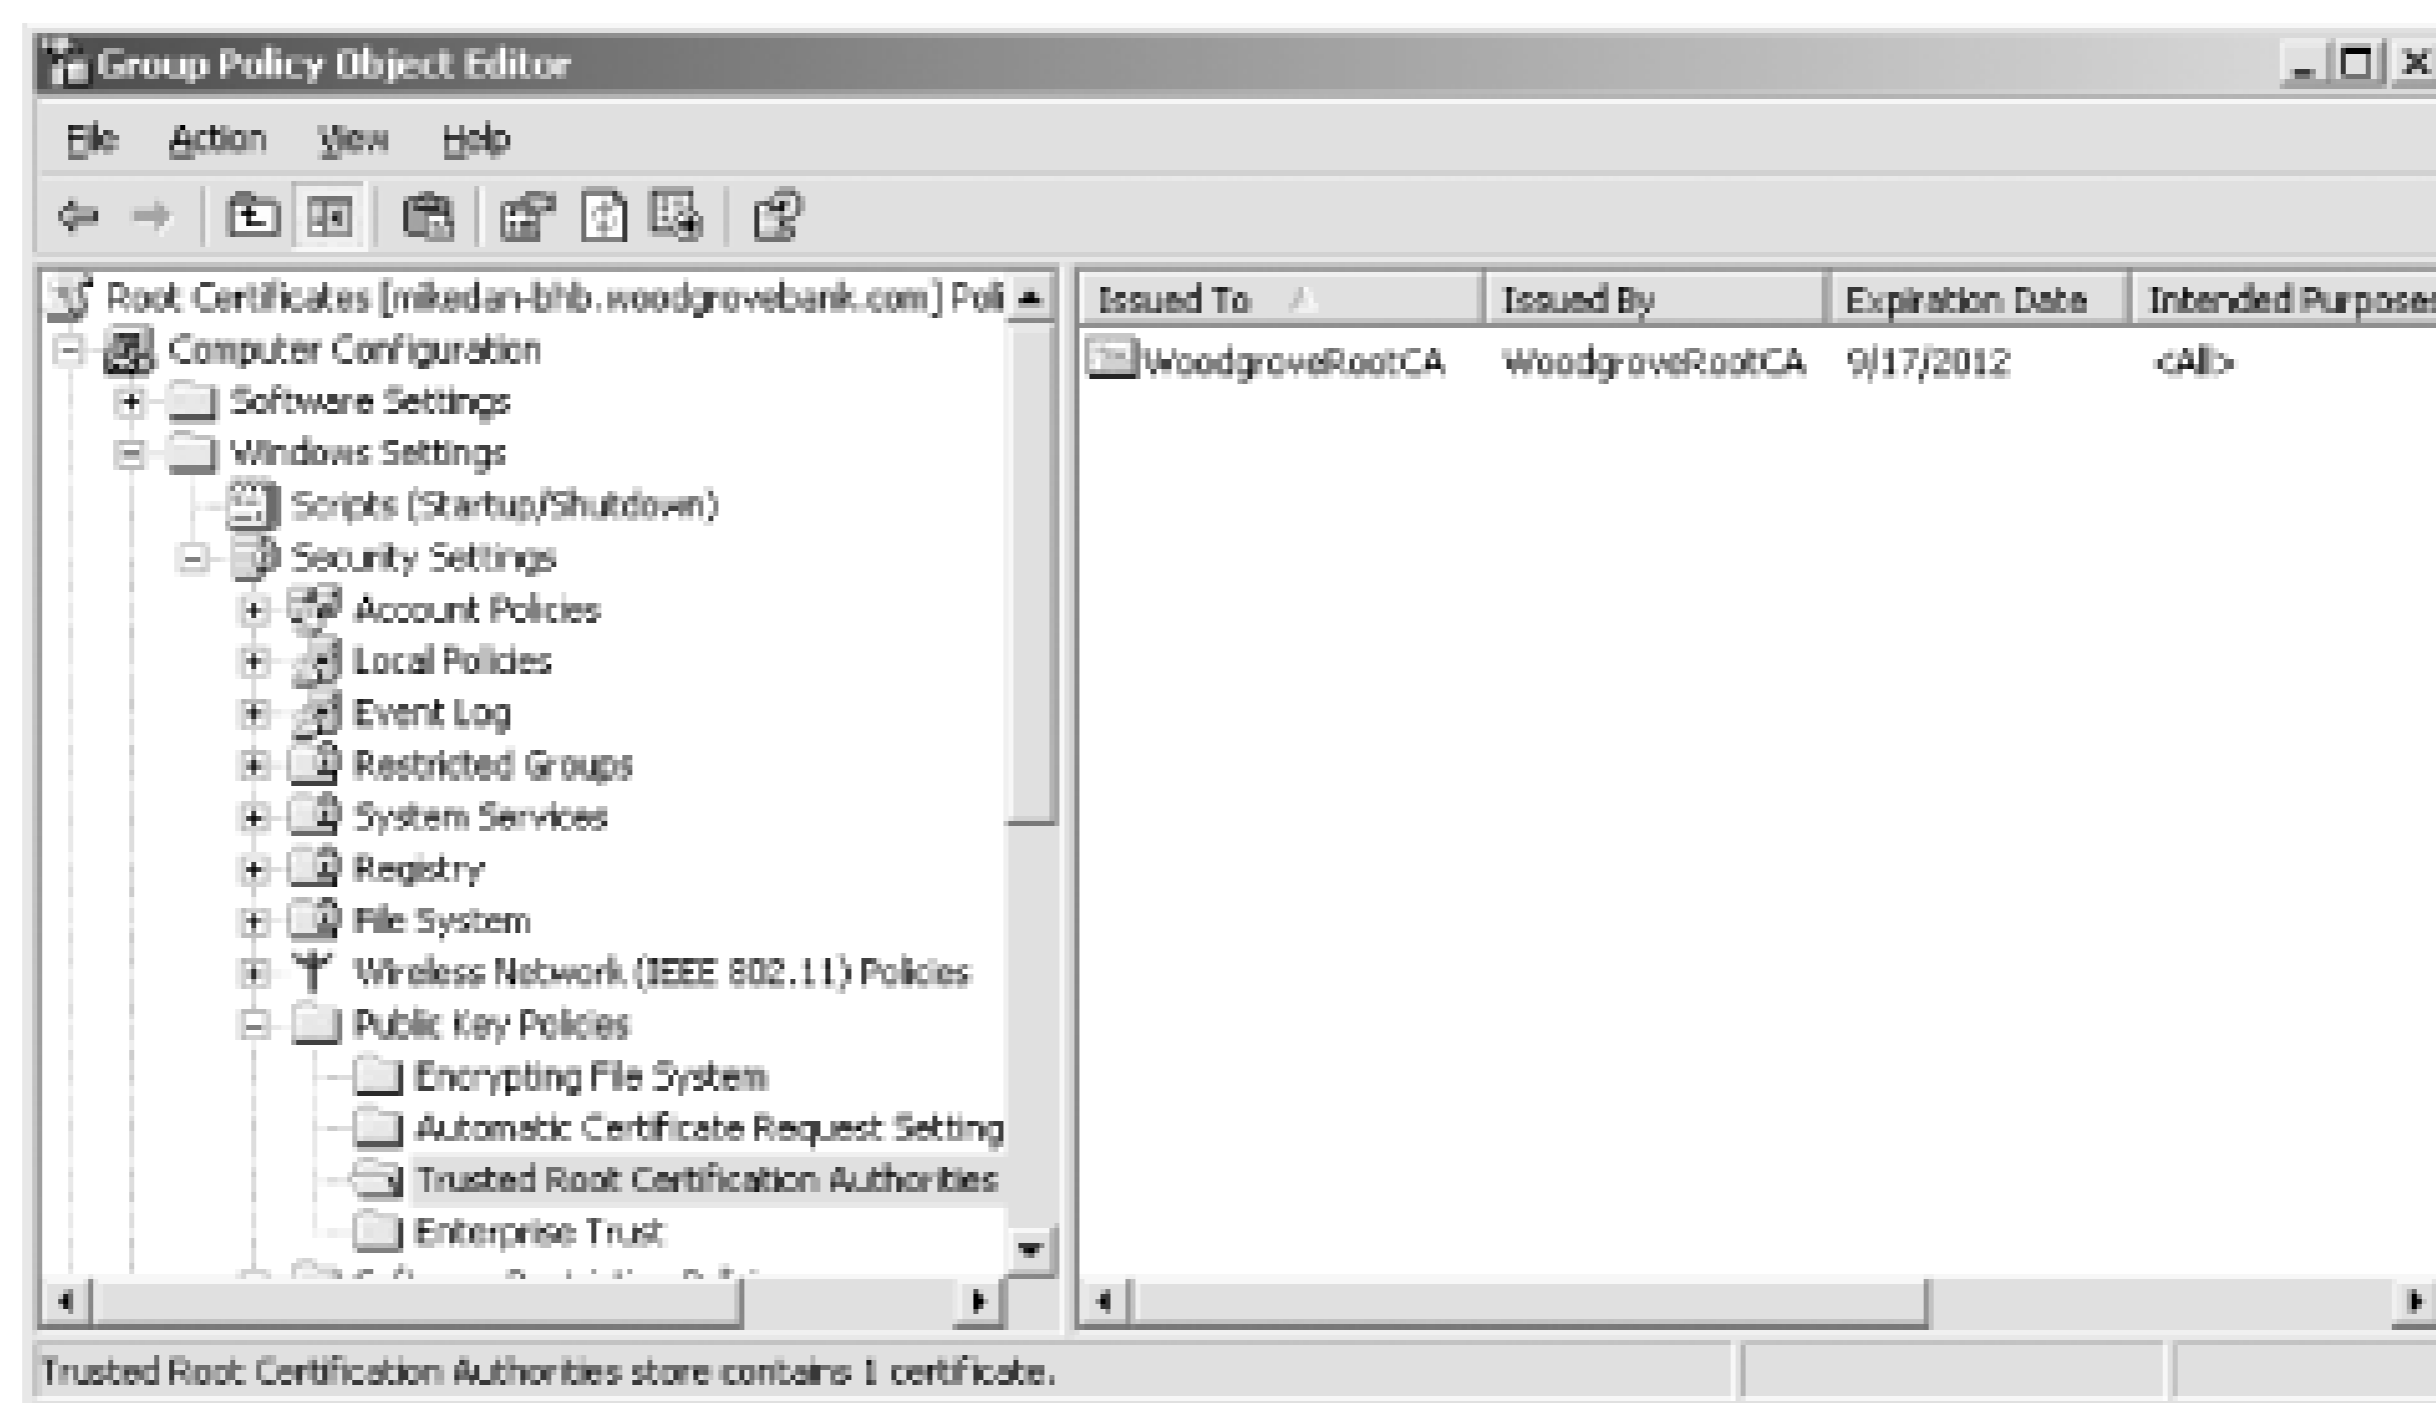 Group Policy Object Editor
File Action View Help
Root Certificates [mikedan-bhb.woodgrovebank.com] Poli
Computer Configuration
Software Settings
Windows Settings
Scripts (Startup/Shutdown)
Security Settings
Account Policies
Local Policies
Event Log
Restricted Groups
System Services
Registry
File System
Wireless Network (IEEE 802.11) Policies
Public Key Policies
Encrypting File System
Automatic Certificate Request Setting
Trusted Root Certification Authorities
Enterprise Trust
Issued To Issued By Expiration Date Intended Purposes
WoodgroveRootCA WoodgroveRootCA 9/17/2012 <All>
Trusted Root Certification Authorities store contains 1 certificate.